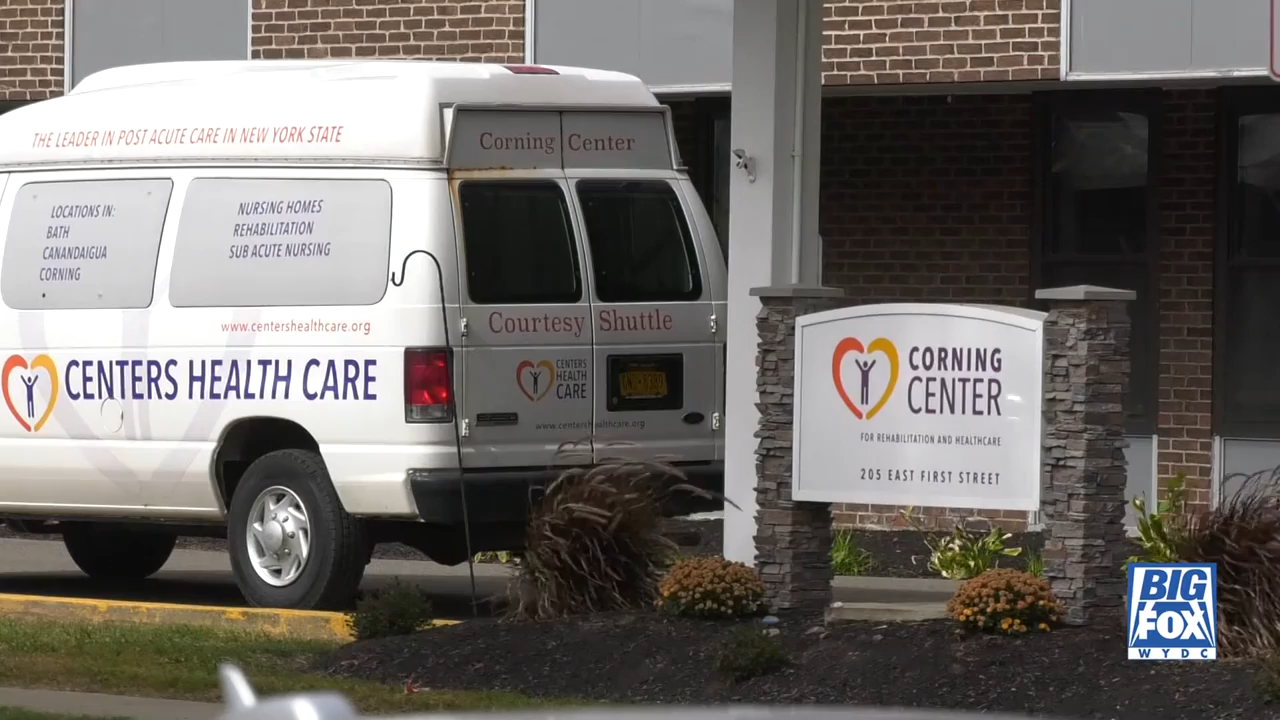 THE LEADER IN POST ACUTE CARE IN NEW YORK STATE
LOCATIONS IN:
BATH
CANANDAIGUA
CORNING
NURSING HOMES
REHABILITATION
SUB ACUTE NURSING
www.centershealthcare.org
CENTERS HEALTH CARE
Corning Center
Courtesy Shuttle
CENTERS
HEALTH
CARE
www.centershealthcare.org
CORNING
CENTER
FOR REHABILITATION AND HEALTHCARE
205 EAST FIRST STREET
BIG
FOX
WYDC